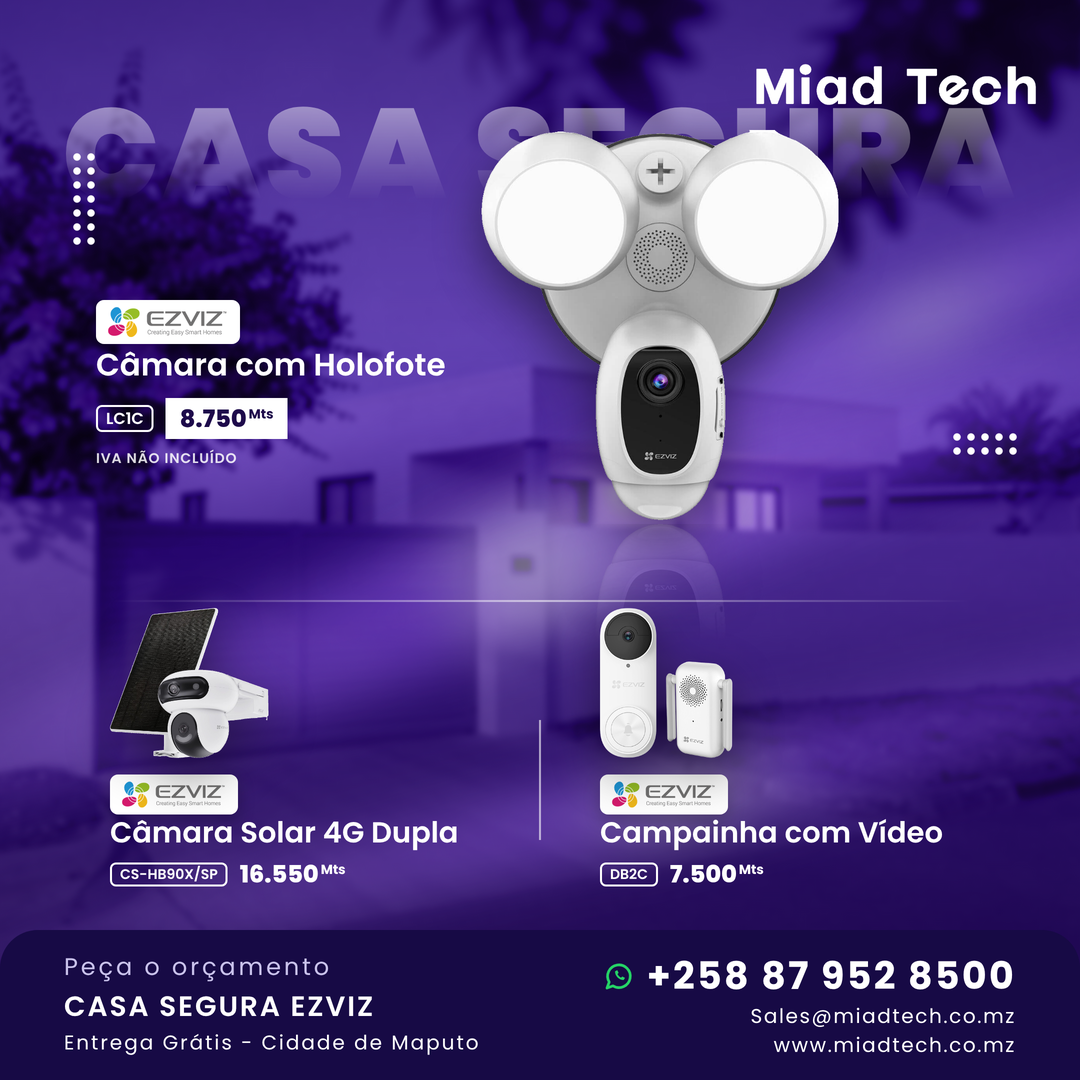 Miad Tech
CASA SEGURA
EZVIZ
Creating Easy Smart Homes
Câmara com Holofote
LC1C 8.750 Mts
IVA NÃO INCLUÍDO
EZVIZ
EZVIZ
EZVIZ
EZVIZ
Creating Easy Smart Homes
Câmara Solar 4G Dupla
CS-HB90X/SP 16.550 Mts
EZVIZ
Creating Easy Smart Homes
Campainha com Vídeo
DB2C 7.500 Mts
Peça o orçamento
CASA SEGURA EZVIZ
Entrega Grátis - Cidade de Maputo
+258 87 952 8500
Sales@miadtech.co.mz
www.miadtech.co.mz